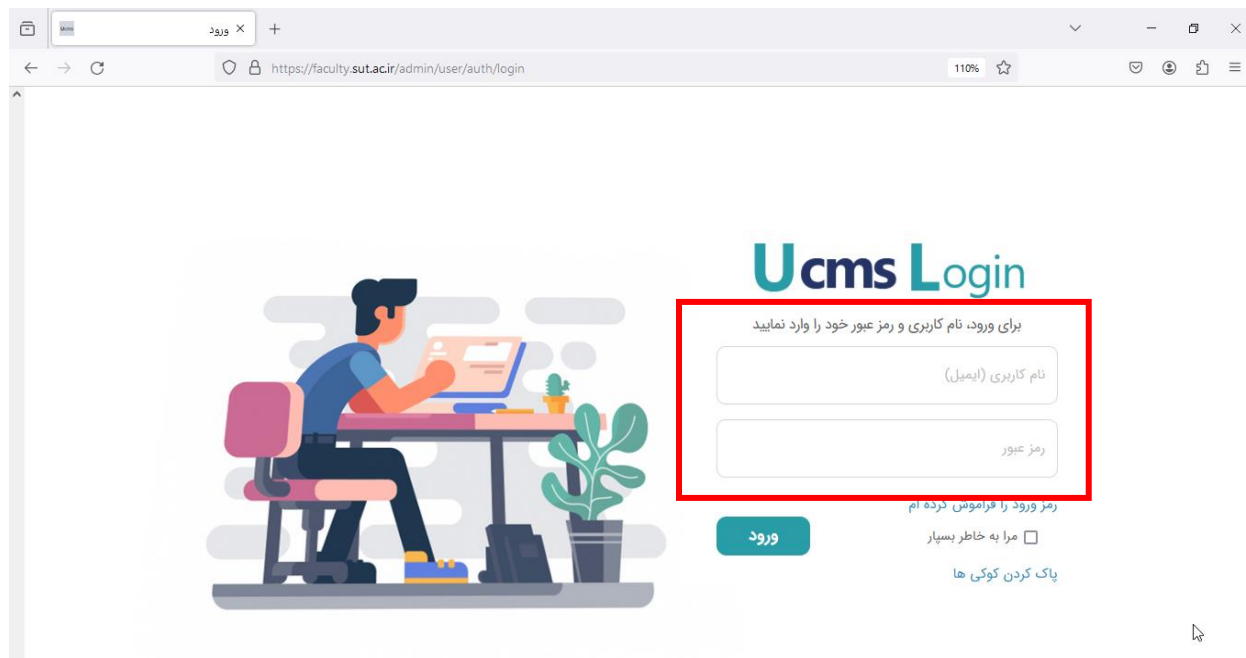 Ucms
ورود
https://faculty.sut.ac.ir/admin/user/auth/login
110%
Ucms Login
برای ورود، نام کاربری و رمز عبور خود را وارد نمایید
نام کاربری (ایمیل)
رمز عبور
رمز ورود را فراموش کرده ام
مرا به خاطر بسپار
ورود
پاک کردن کوکی ها